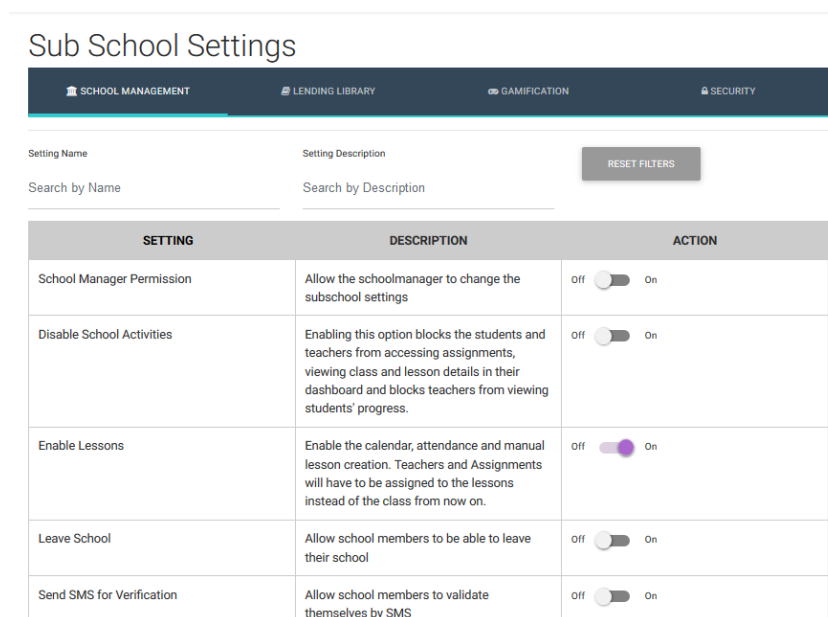 Sub School Settings
SCHOOL MANAGEMENT
LENDING LIBRARY
GAMIFICATION
SECURITY
Setting Name
Setting Description
RESET FILTERS
Search by Name
Search by Description
SETTING
DESCRIPTION
ACTION
School Manager Permission
Allow the schoolmanager to change the
subschool settings
Off
On
Disable School Activities
Enabling this option blocks the students and
teachers from accessing assignments,
viewing class and lesson details in their
dashboard and blocks teachers from viewing
students' progress.
Off
On
Enable Lessons
Enable the calendar, attendance and manual
lesson creation. Teachers and Assignments
will have to be assigned to the lessons
instead of the class from now on.
Off
On
Leave School
Allow school members to be able to leave
their school
Off
On
Send SMS for Verification
Allow school members to validate
themselves by SMS
Off
On